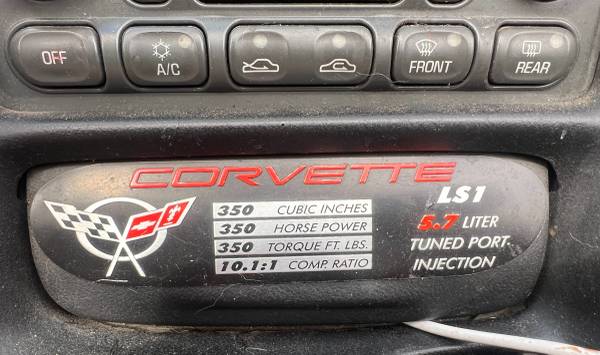 OFF
A/C
FRONT
REAR
CORVETTE
350 CUBIC INCHES
350 HORSE POWER
350 TORQUE FT. LBS.
10.1:1 COMP. RATIO
LS1
5.7 LITER
TUNED PORT-
INJECTION